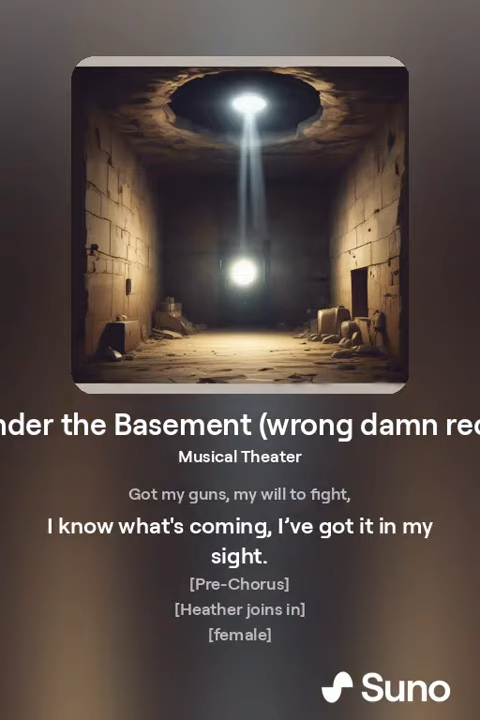 nder the Basement (wrong damn rec
Musical Theater
Got my guns, my will to fight,
I know what's coming, I’ve got it in my
sight.
[Pre-Chorus]
[Heather joins in]
[female]
Suno